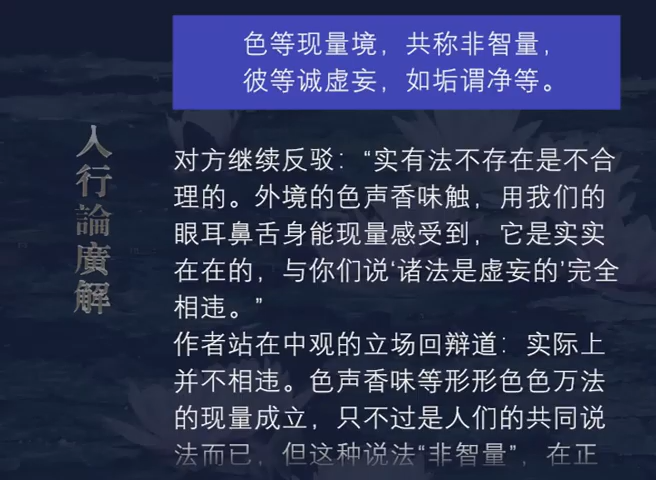 色等现量境，共称非智量，
彼等诚虚妄，如垢谓净等。
入行論廣解
对方继续反驳：“实有法不存在是不合
理的。外境的色声香味触，用我们的
眼耳鼻舌身能现量感受到，它是实实
在在的，与你们说‘诸法是虚妄的’完全
相违。”
作者站在中观的立场回辩道：实际上
并不相违。色声香味等形形色色万法
的现量成立，只不过是人们的共同说
法而已，但这种说法“非智量”，在正